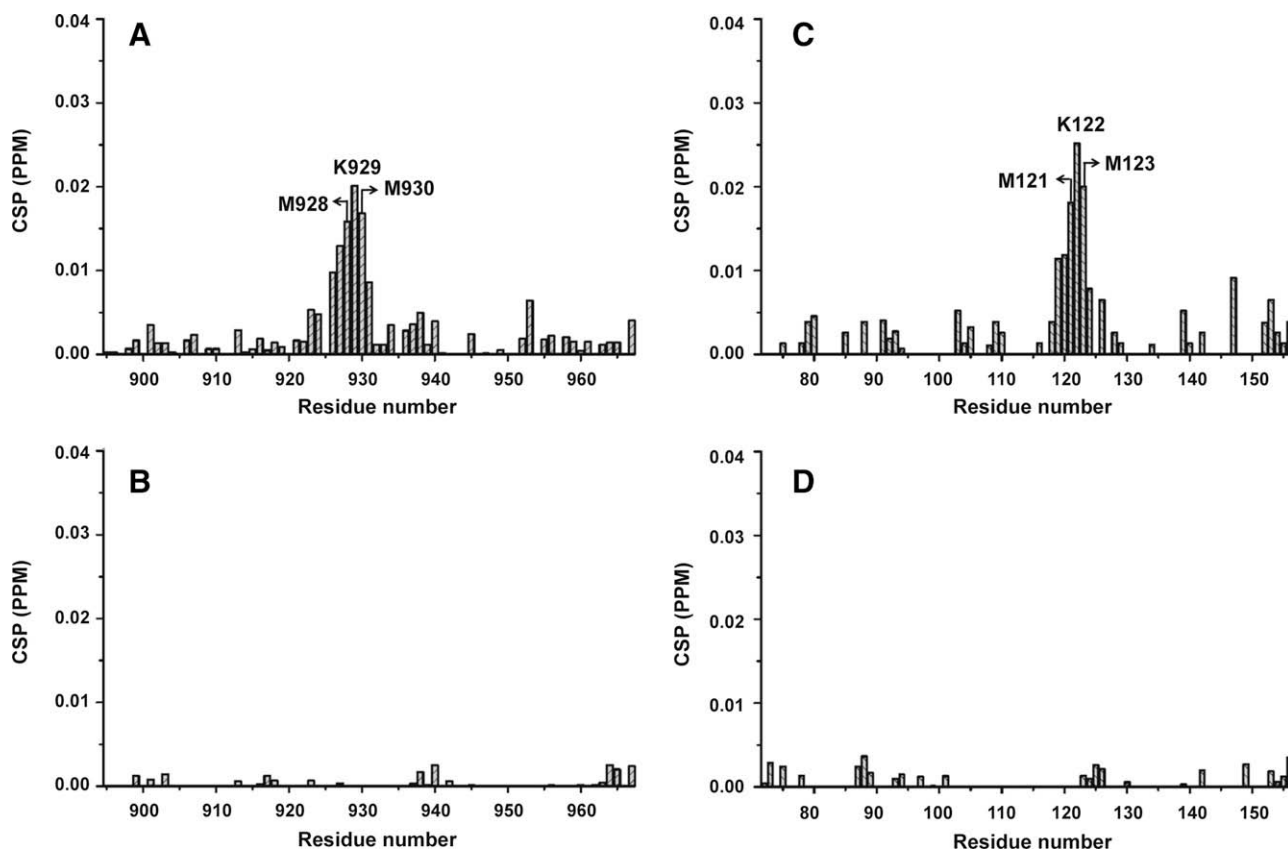 A
0.04
0.03
0.02
0.01
0.00
CSP (PPM)
K929
M928
M930
900 910 920 930 940 950 960
Residue number
C
0.04
0.03
0.02
0.01
0.00
CSP (PPM)
K122
M121
M123
80 90 100 110 120 130 140 150
Residue number
B
0.04
0.03
0.02
0.01
0.00
CSP (PPM)
900 910 920 930 940 950 960
Residue number
D
0.04
0.03
0.02
0.01
0.00
CSP (PPM)
80 90 100 110 120 130 140 150
Residue number